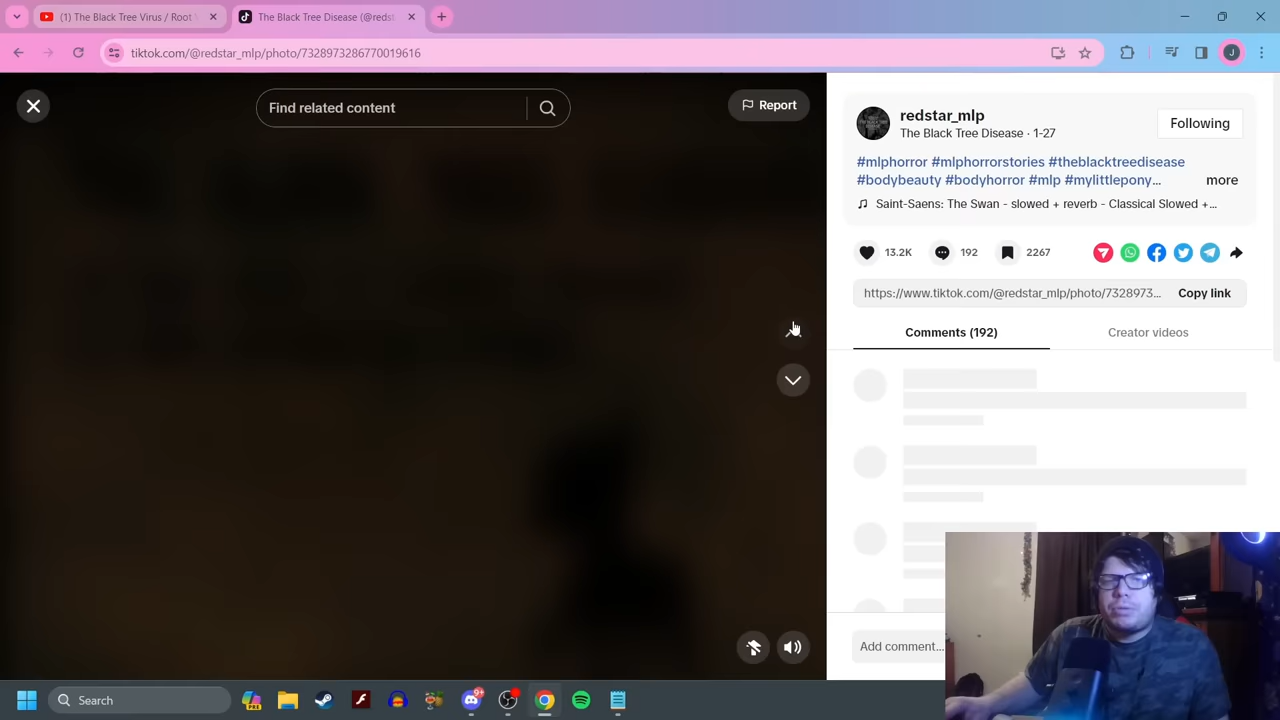 (1) The Black Tree Virus / Root
The Black Tree Disease (@reds
tiktok.com/@redstar_mlp/photo/7328973286770019616
J
Find related content
Report
redstar_mlp
The Black Tree Disease · 1-27
Following
#mlphorror #mlphorrorstories #theblacktreedisease
#bodybeauty #bodyhorror #mlp #mylittlepony...
more
Saint-Saens: The Swan - slowed + reverb - Classical Slowed +...
13.2K
192
2267
https://www.tiktok.com/@redstar_mlp/photo/7328973...
Copy link
Comments (192)
Creator videos
Add comment...
Search
PRE
9+